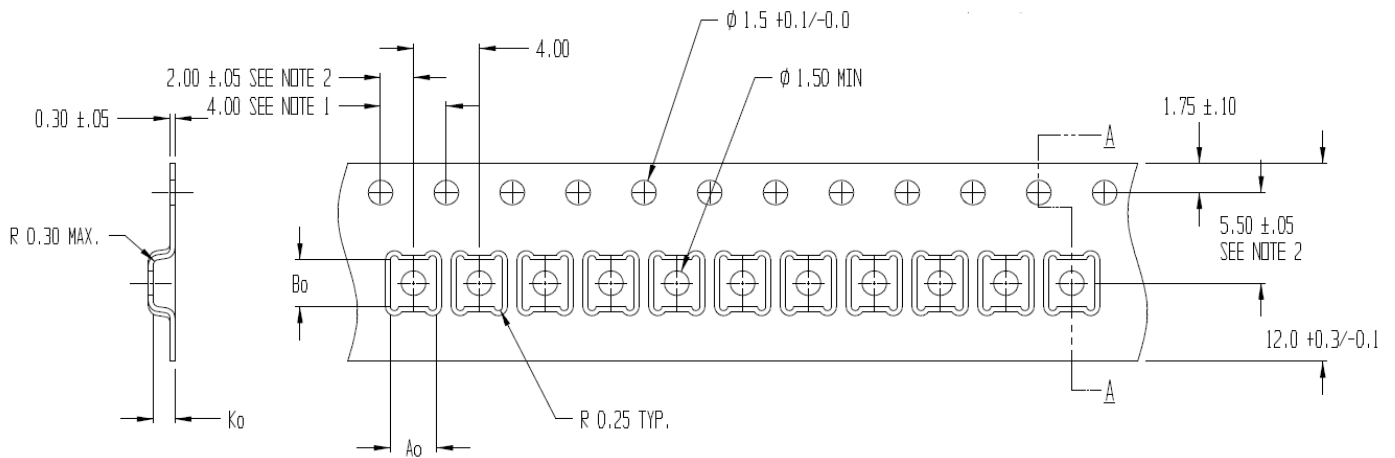 ϕ 1.5 +0.1/-0.0
4.00
2.00 ±.05 SEE NOTE 2
ϕ 1.50 MIN
4.00 SEE NOTE 1
1.75 ±.10
0.30 ±.05
A
R 0.30 MAX.
5.50 ±.05
SEE NOTE 2
Bo
12.0 +0.3/-0.1
A
Ko
R 0.25 TYP.
Ao